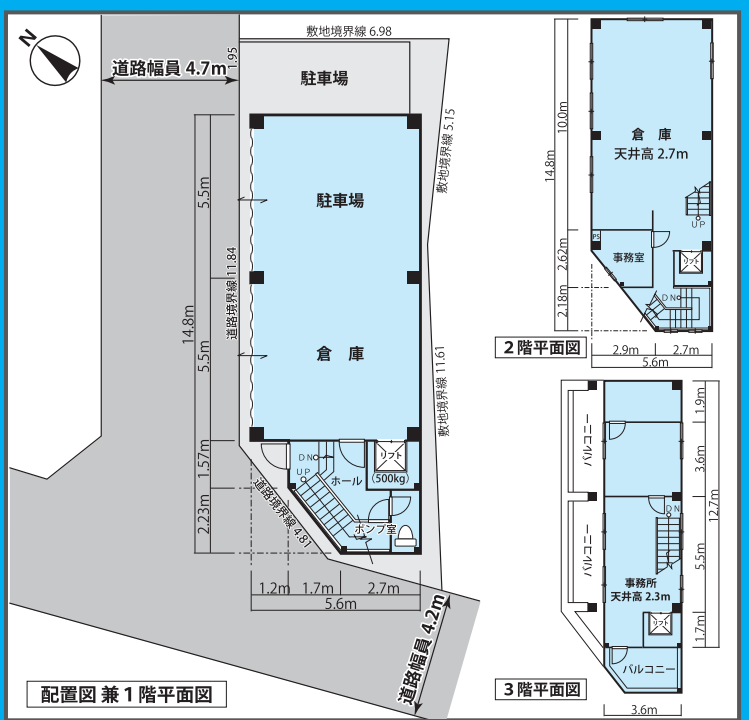 N
道路幅員 4.7m
1.95
敷地境界線 6.98
駐車場
敷地境界線 5.15
駐車場
5.5m
14.8m
道路境界線 11.84
5.5m
倉 庫
敷地境界線 11.61
1.57m
2.23m
DN
UP
ホール
リフト
(500kg)
ポンプ室
道路境界線 4.81
1.2m
1.7m
2.7m
5.6m
道路幅員 4.2m
配置図 兼 1 階平面図
10.0m
14.8m
倉 庫
天井高 2.7m
UP
PS
事務室
リフト
2.62m
2.18m
DN
2.9m
2.7m
5.6m
2 階平面図
バルコニー
1.9m
3.6m
12.7m
バルコニー
DN
5.5m
事務所
天井高 2.3m
リフト
1.7m
バルコニー
3.6m
3 階平面図